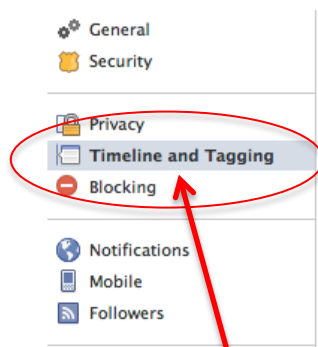 General
Security
Privacy
Timeline and Tagging
Blocking
Notifications
Mobile
Followers